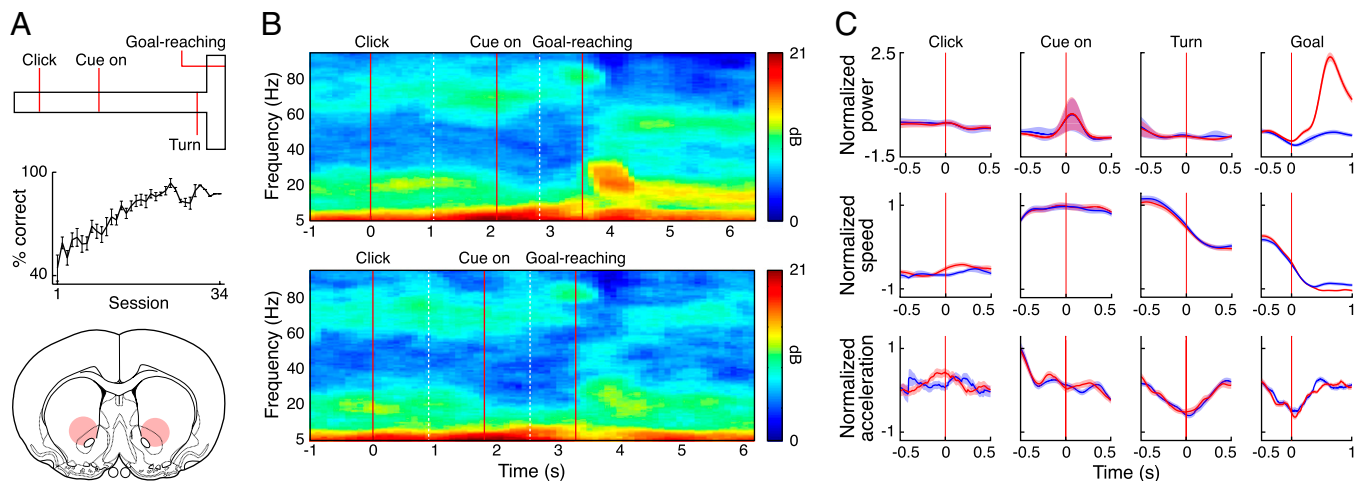 A
Goal-reaching
Click
Cue on
Turn
100
% correct
40
1
34
Session
B
Click
Cue on
Goal-reaching
Frequency (Hz)
80
60
40
20
5
-1
0
1
2
3
4
5
6
21
dB
0
Click
Cue on
Goal-reaching
Frequency (Hz)
80
60
40
20
5
-1
0
1
2
3
4
5
6
Time (s)
21
dB
0
C
Click
Cue on
Turn
Goal
Normalized
power
2.5
-1.5
-0.5 0 0.5
-0.5 0 0.5
-0.5 0 0.5
-0.5 0 1
Normalized
speed
1
-1
-0.5 0 0.5
-0.5 0 0.5
-0.5 0 0.5
-0.5 0 1
Normalized
acceleration
1
-1
-0.5 0 0.5
-0.5 0 0.5
-0.5 0 0.5
-0.5 0 1
Time (s)